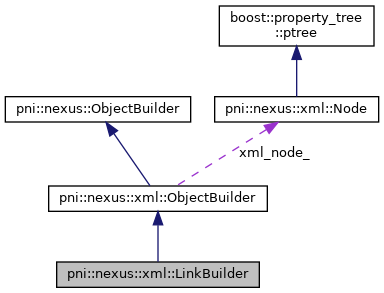 boost::property_tree
::ptree
pni::nexus::ObjectBuilder
pni::nexus::xml::Node
xml_node_
pni::nexus::xml::ObjectBuilder
pni::nexus::xml::LinkBuilder